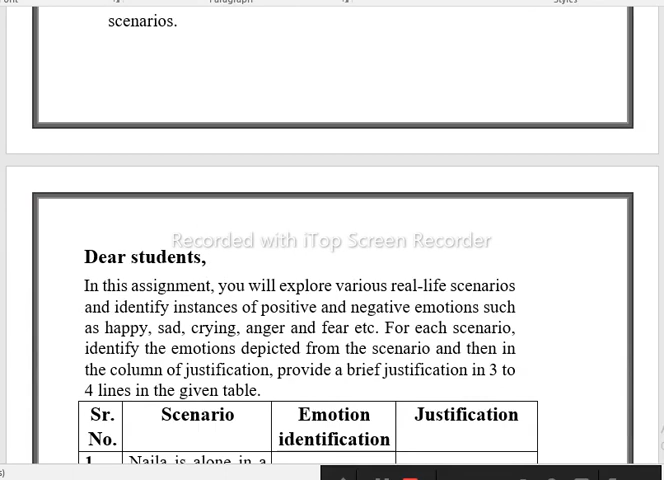 scenarios.
Recorded with iTop Screen Recorder
Dear students,
In this assignment, you will explore various real-life scenarios
and identify instances of positive and negative emotions such
as happy, sad, crying, anger and fear etc. For each scenario,
identify the emotions depicted from the scenario and then in
the column of justification, provide a brief justification in 3 to
4 lines in the given table.
Sr. No.
Scenario
Emotion identification
Justification
1
Naila is alone in a